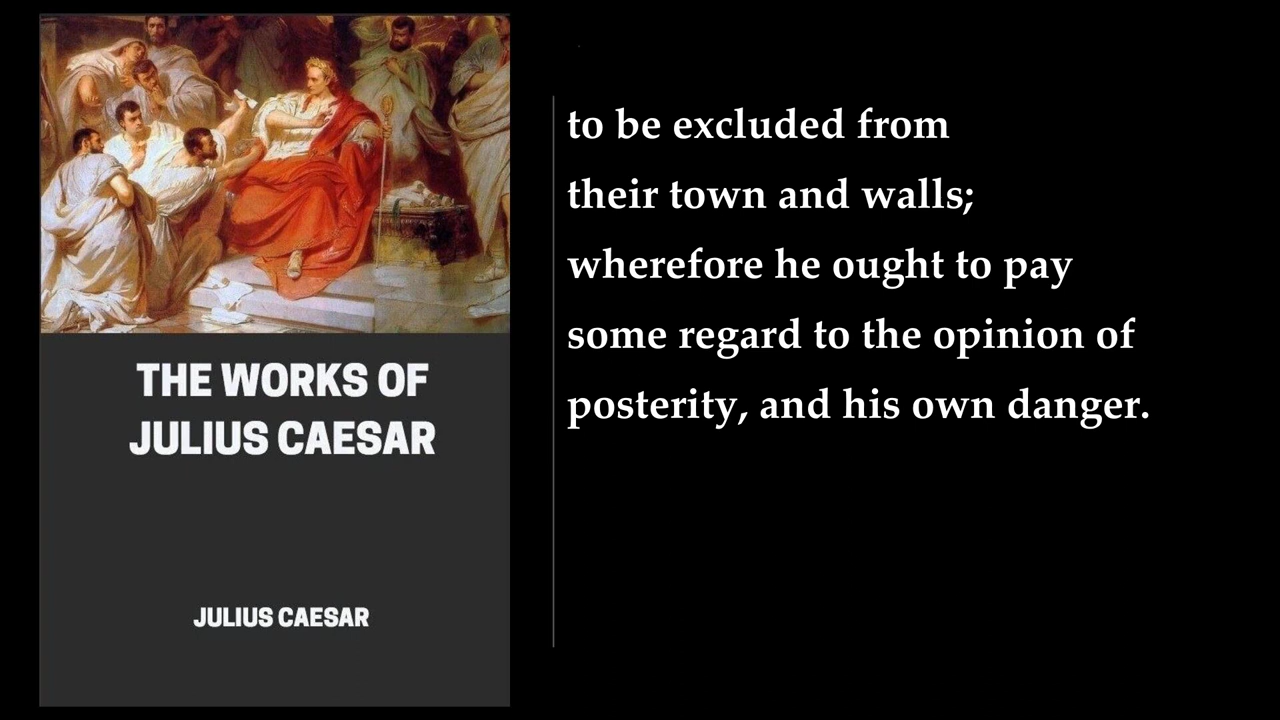 THE WORKS OF
JULIUS CAESAR
JULIUS CAESAR
to be excluded from
their town and walls;
wherefore he ought to pay
some regard to the opinion of
posterity, and his own danger.